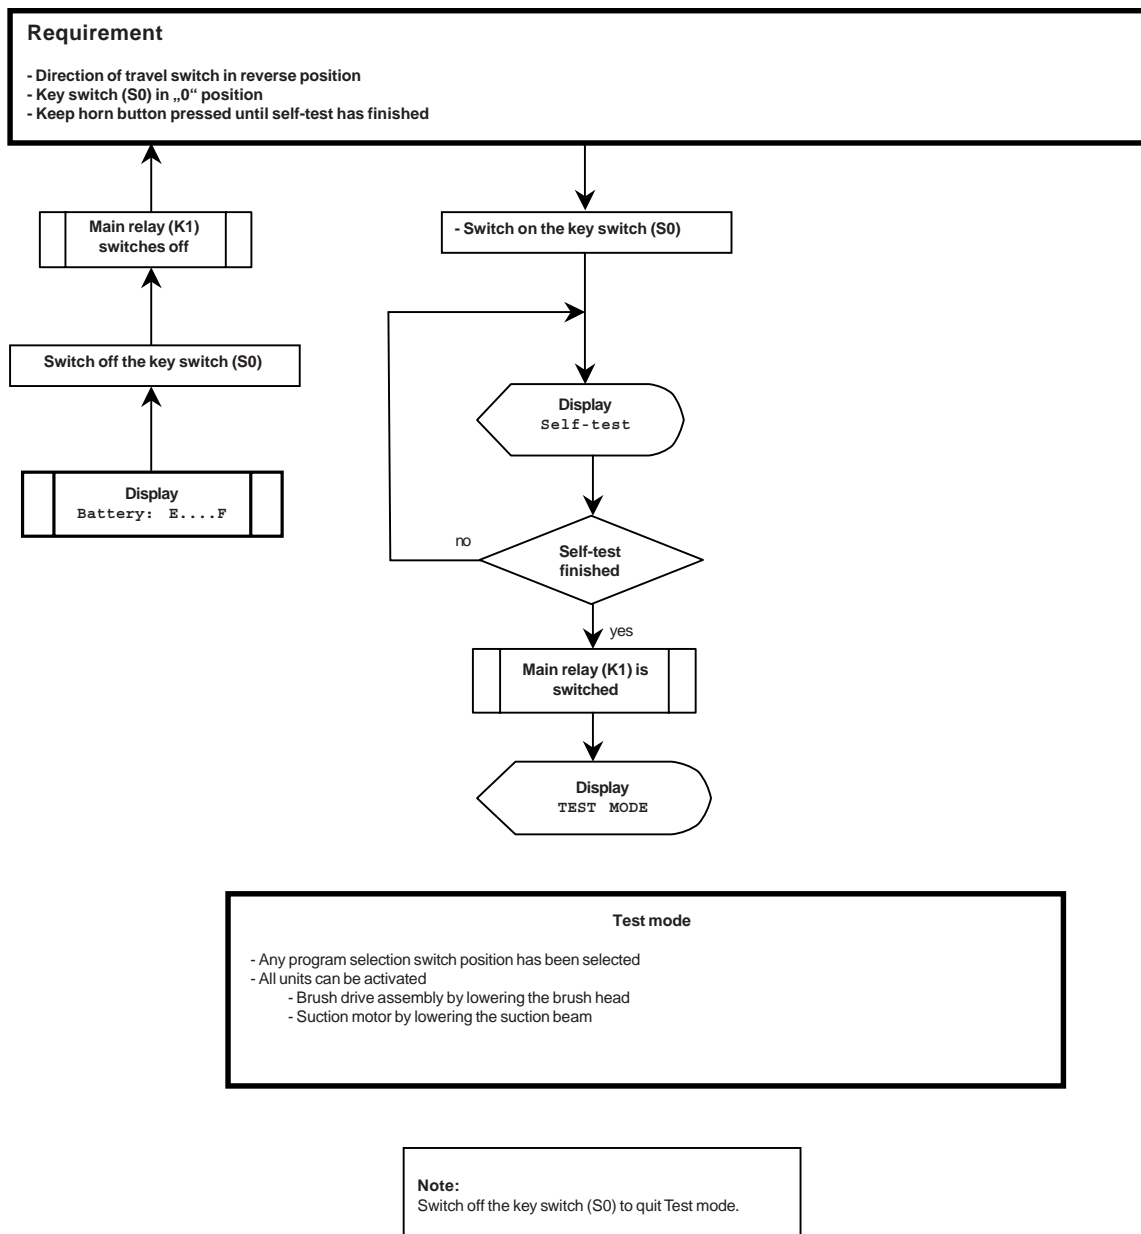 Requirement
- Direction of travel switch in reverse position
- Key switch (S0) in „0“ position
- Keep horn button pressed until self-test has finished
Main relay (K1)
switches off
- Switch on the key switch (S0)
Switch off the key switch (S0)
Display
Self-test
Display
Battery: E....F
no
Self-test
finished
yes
Main relay (K1) is
switched
Display
TEST MODE
Test mode
- Any program selection switch position has been selected
- All units can be activated
- Brush drive assembly by lowering the brush head
- Suction motor by lowering the suction beam
Note:
Switch off the key switch (S0) to quit Test mode.